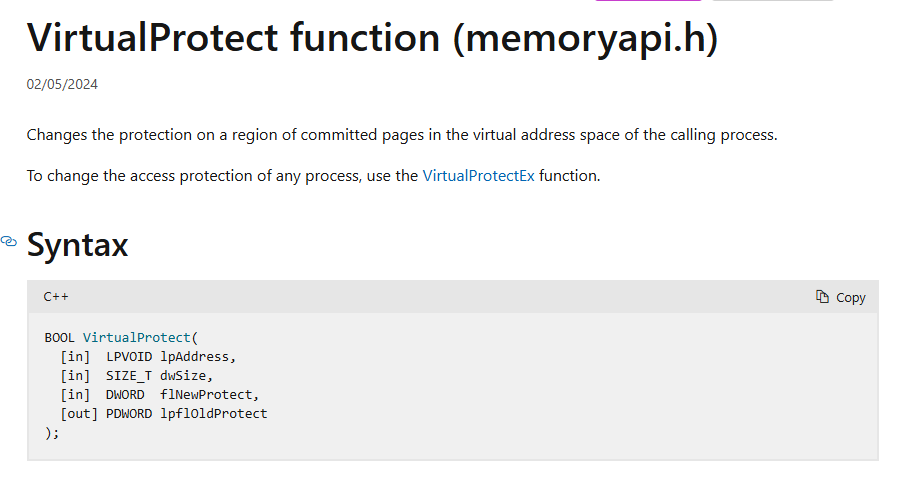 VirtualProtect function (memoryapi.h)
02/05/2024
Changes the protection on a region of committed pages in the virtual address space of the calling process.
To change the access protection of any process, use the VirtualProtectEx function.
Syntax
C++
Copy
BOOL VirtualProtect(
  [in]  LPVOID lpAddress,
  [in]  SIZE_T dwSize,
  [in]  DWORD  flNewProtect,
  [out] PDWORD lpflOldProtect
);